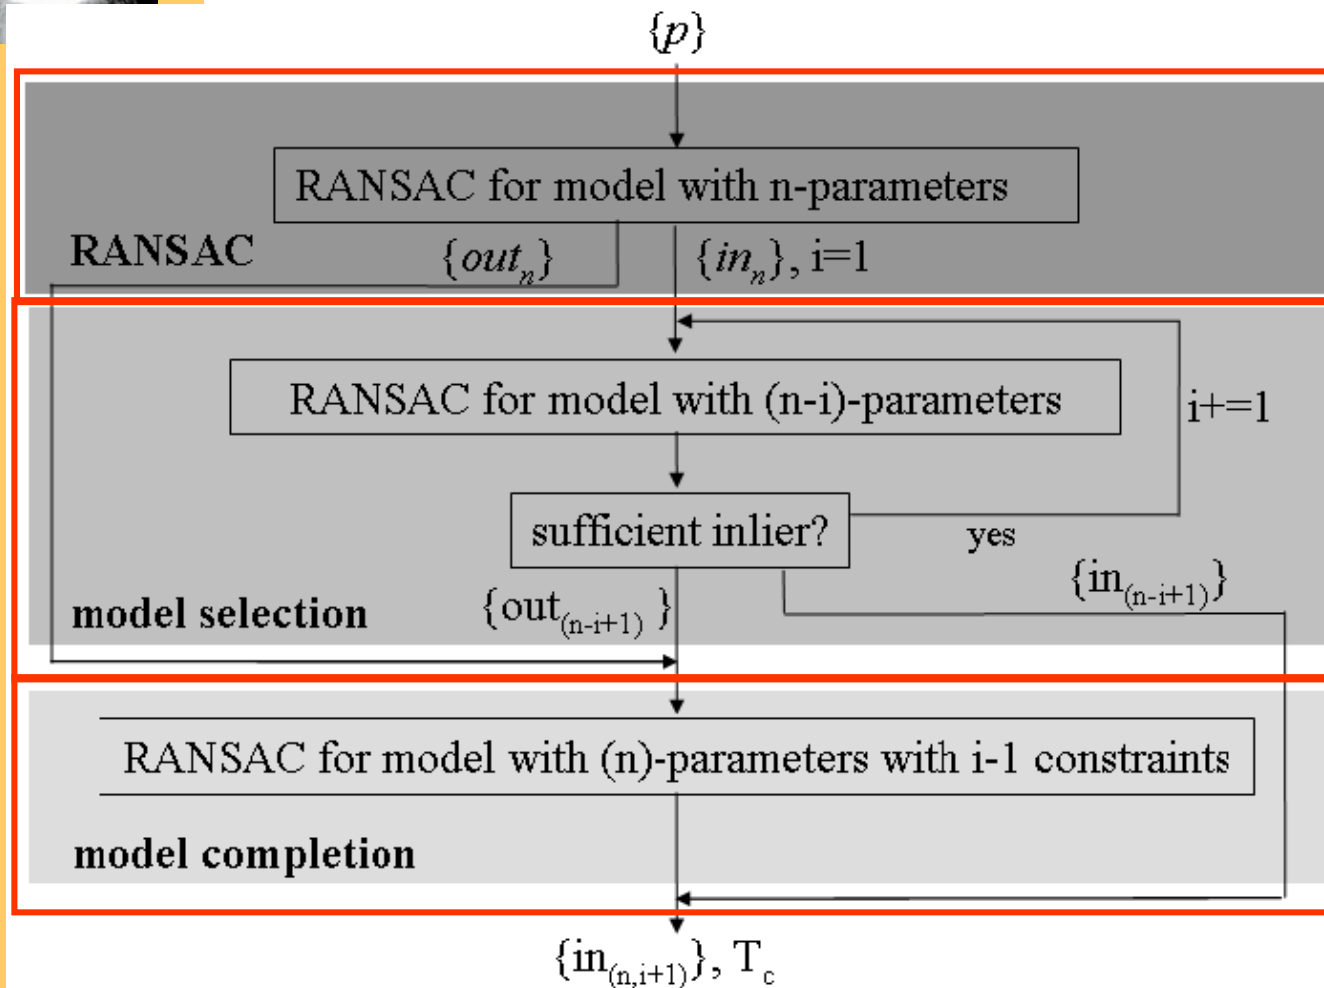 {p}
RANSAC for model with n-parameters
RANSAC
{out_n}
{in_n}, i=1
RANSAC for model with (n-i)-parameters
i+=1
sufficient inlier?
yes
{in_(n-i+1)}
{out_(n-i+1) }
model selection
RANSAC for model with (n)-parameters with i-1 constraints
model completion
{in_(n,i+1)}, T_c